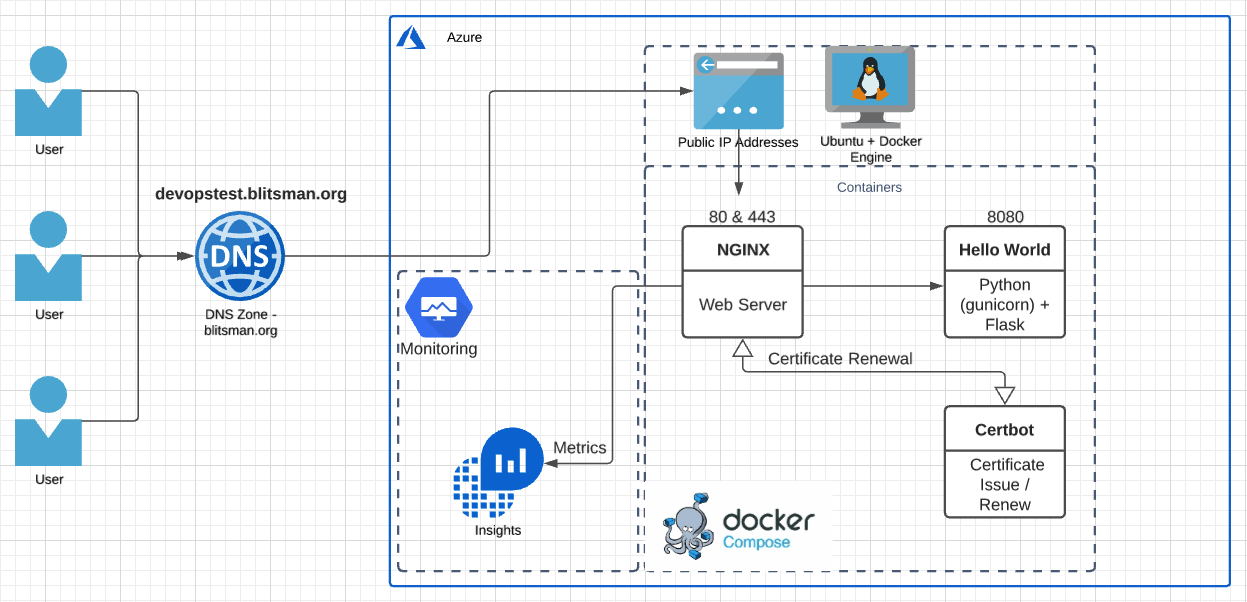 Azure
User
Public IP Addresses
Ubuntu + Docker
Engine
devopstest.blitsman.org
Containers
80 & 443
8080
DNS
NGINX
Hello World
User
DNS Zone -
blitsman.org
Web Server
Python
(gunicorn) +
Flask
Monitoring
Certificate Renewal
Certbot
Metrics
Certificate
Issue /
Renew
User
Insights
docker
Compose